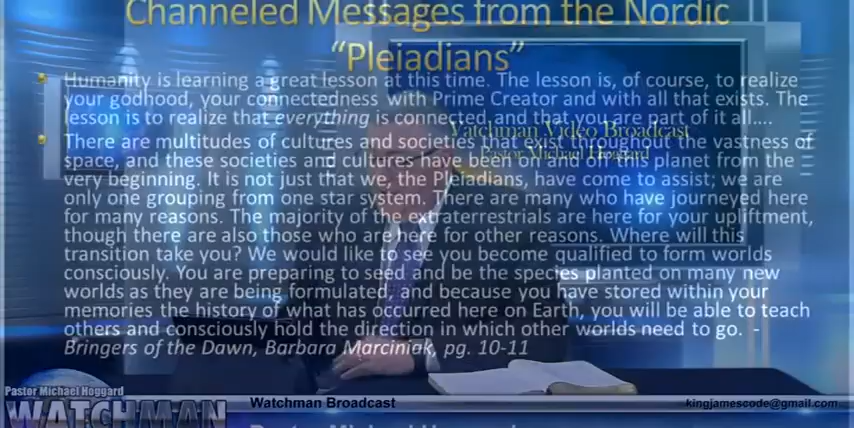 Channeled Messages from the Nordic
“Pleiadians”
Humanity is learning a great lesson at this time. The lesson is, of course, to realize
your godhood, your connectedness with Prime Creator and with all that exists. The
lesson is to realize that everything is connected and that you are part of it all....
There are multitudes of cultures and societies that exist throughout the vastness of
space, and these societies and cultures have been on and off this planet from the
very beginning. It is not just that we, the Pleiadians, have come to assist; we are
only one grouping from one star system. There are many who have journeyed here
for many reasons. The majority of the extraterrestrials are here for your upliftment,
though there are also those who are here for other reasons. Where will this
transition take you? We would like to see you become qualified to form worlds
consciously. You are preparing to seed and be the species planted on many new
worlds as they are being formulated, and because you have stored within your
memories the history of what has occurred here on Earth, you will be able to teach
others and consciously hold the direction in which other worlds need to go. -
Bringers of the Dawn, Barbara Marciniak, pg. 10-11
Watchman Video Broadcast
Pastor Michael Hoggard
Pastor Michael Hoggard
WATCHMAN
Watchman Broadcast
kingjamescode@gmail.com